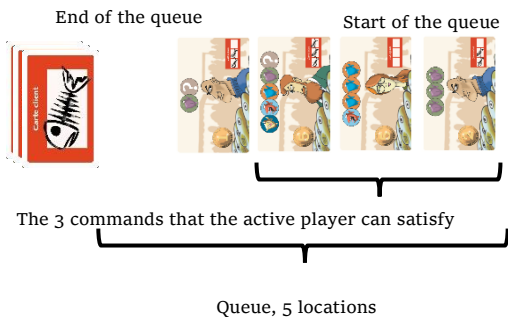 End of the queue
Start of the queue
Carte client
?
?
The 3 commands that the active player can satisfy
Queue, 5 locations